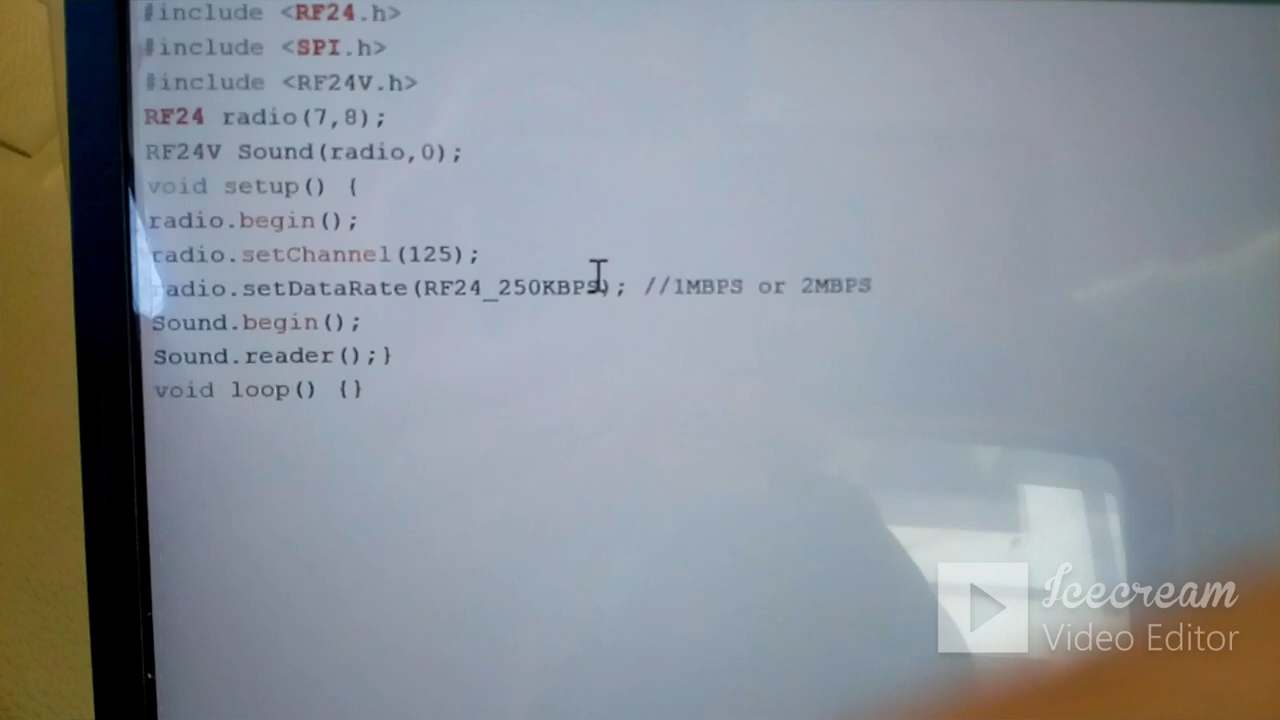 #include <RF24.h>
#include <SPI.h>
#include <RF24V.h>
RF24 radio(7,8);
RF24V Sound(radio,0);
void setup() {
radio.begin();
radio.setChannel(125);
radio.setDataRate(RF24_250KBPS); //1MBPS or 2MBPS
Sound.begin();
Sound.reader();}
void loop() {}
Icecream
Video Editor